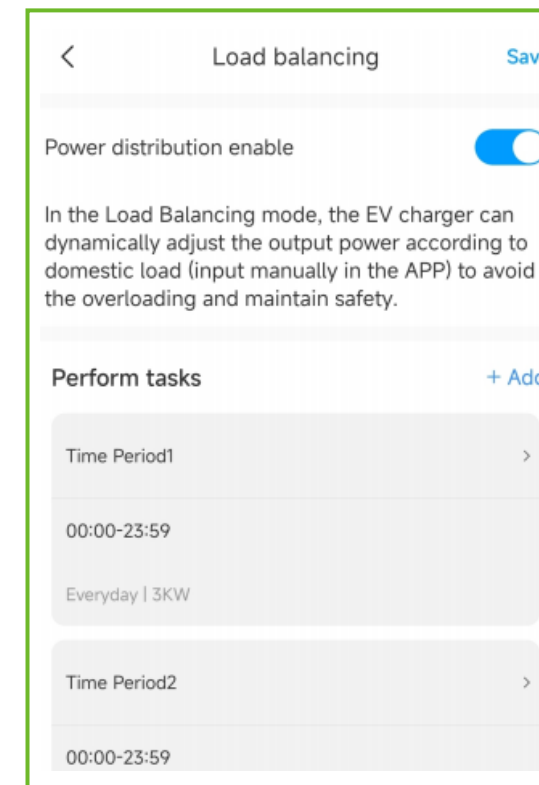 Load balancing Sav
Power distribution enable
In the Load Balancing mode, the EV charger can
dynamically adjust the output power according to
domestic load (input manually in the APP) to avoid
the overloading and maintain safety.
Perform tasks + Add
Time Period1
00:00-23:59
Everyday | 3KW
Time Period2
00:00-23:59